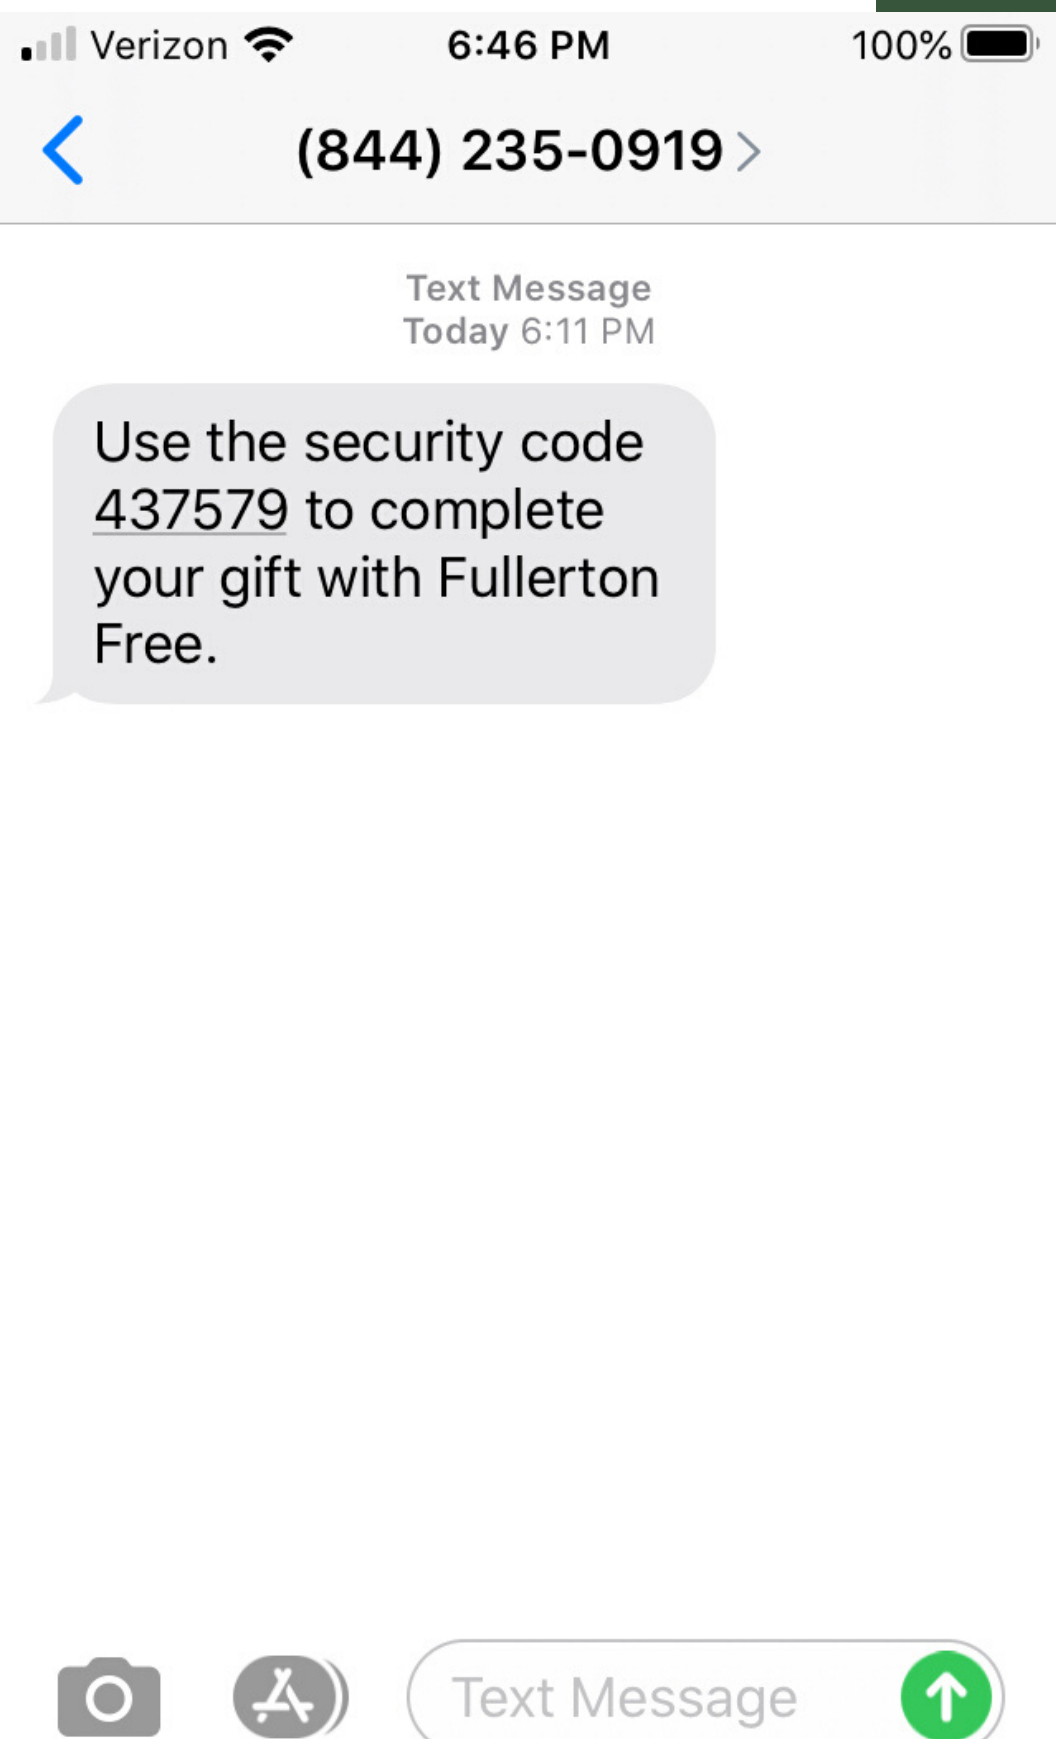 Verizon 6:46 PM 100%
(844) 235-0919
Text Message
Today 6:11 PM
Use the security code
437579 to complete
your gift with Fullerton
Free.
Text Message